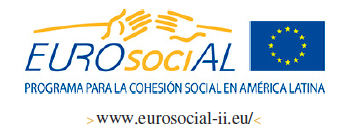 EUROsociAL
PROGRAMA PARA LA COHESIÓN SOCIAL EN AMÉRICA LATINA
>www.eurosocial-ii.eu/<